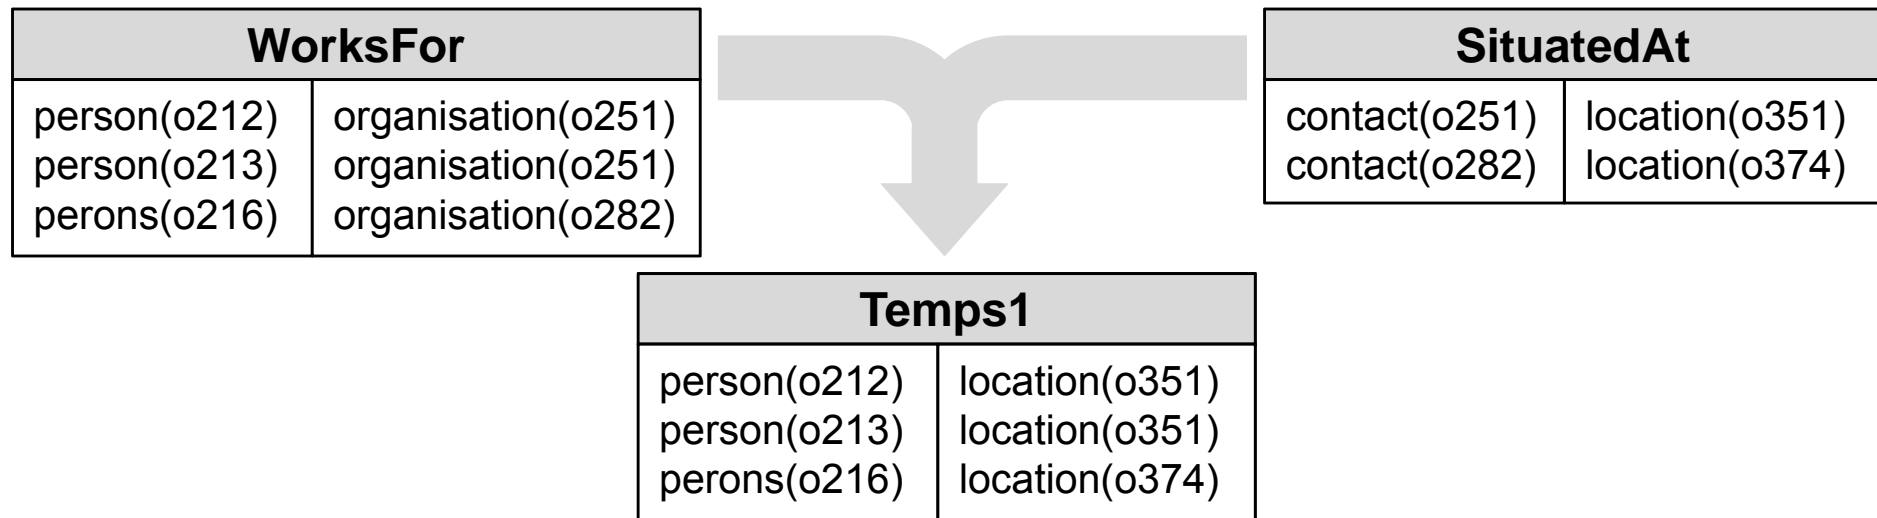 WorksFor
person(o212) organisation(o251)
person(o213) organisation(o251)
perons(o216) organisation(o282)
SituatedAt
contact(o251) location(o351)
contact(o282) location(o374)
Temps1
person(o212) location(o351)
person(o213) location(o351)
perons(o216) location(o374)